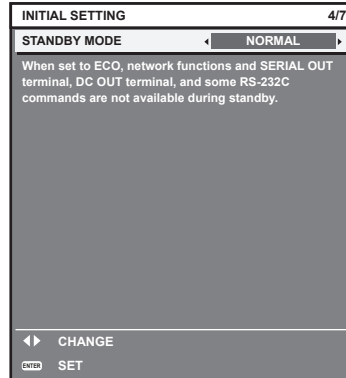 INITIAL SETTING 4/7
STANDBY MODE NORMAL
When set to ECO, network functions and SERIAL OUT
terminal, DC OUT terminal, and some RS-232C
commands are not available during standby.
CHANGE
ENTER SET